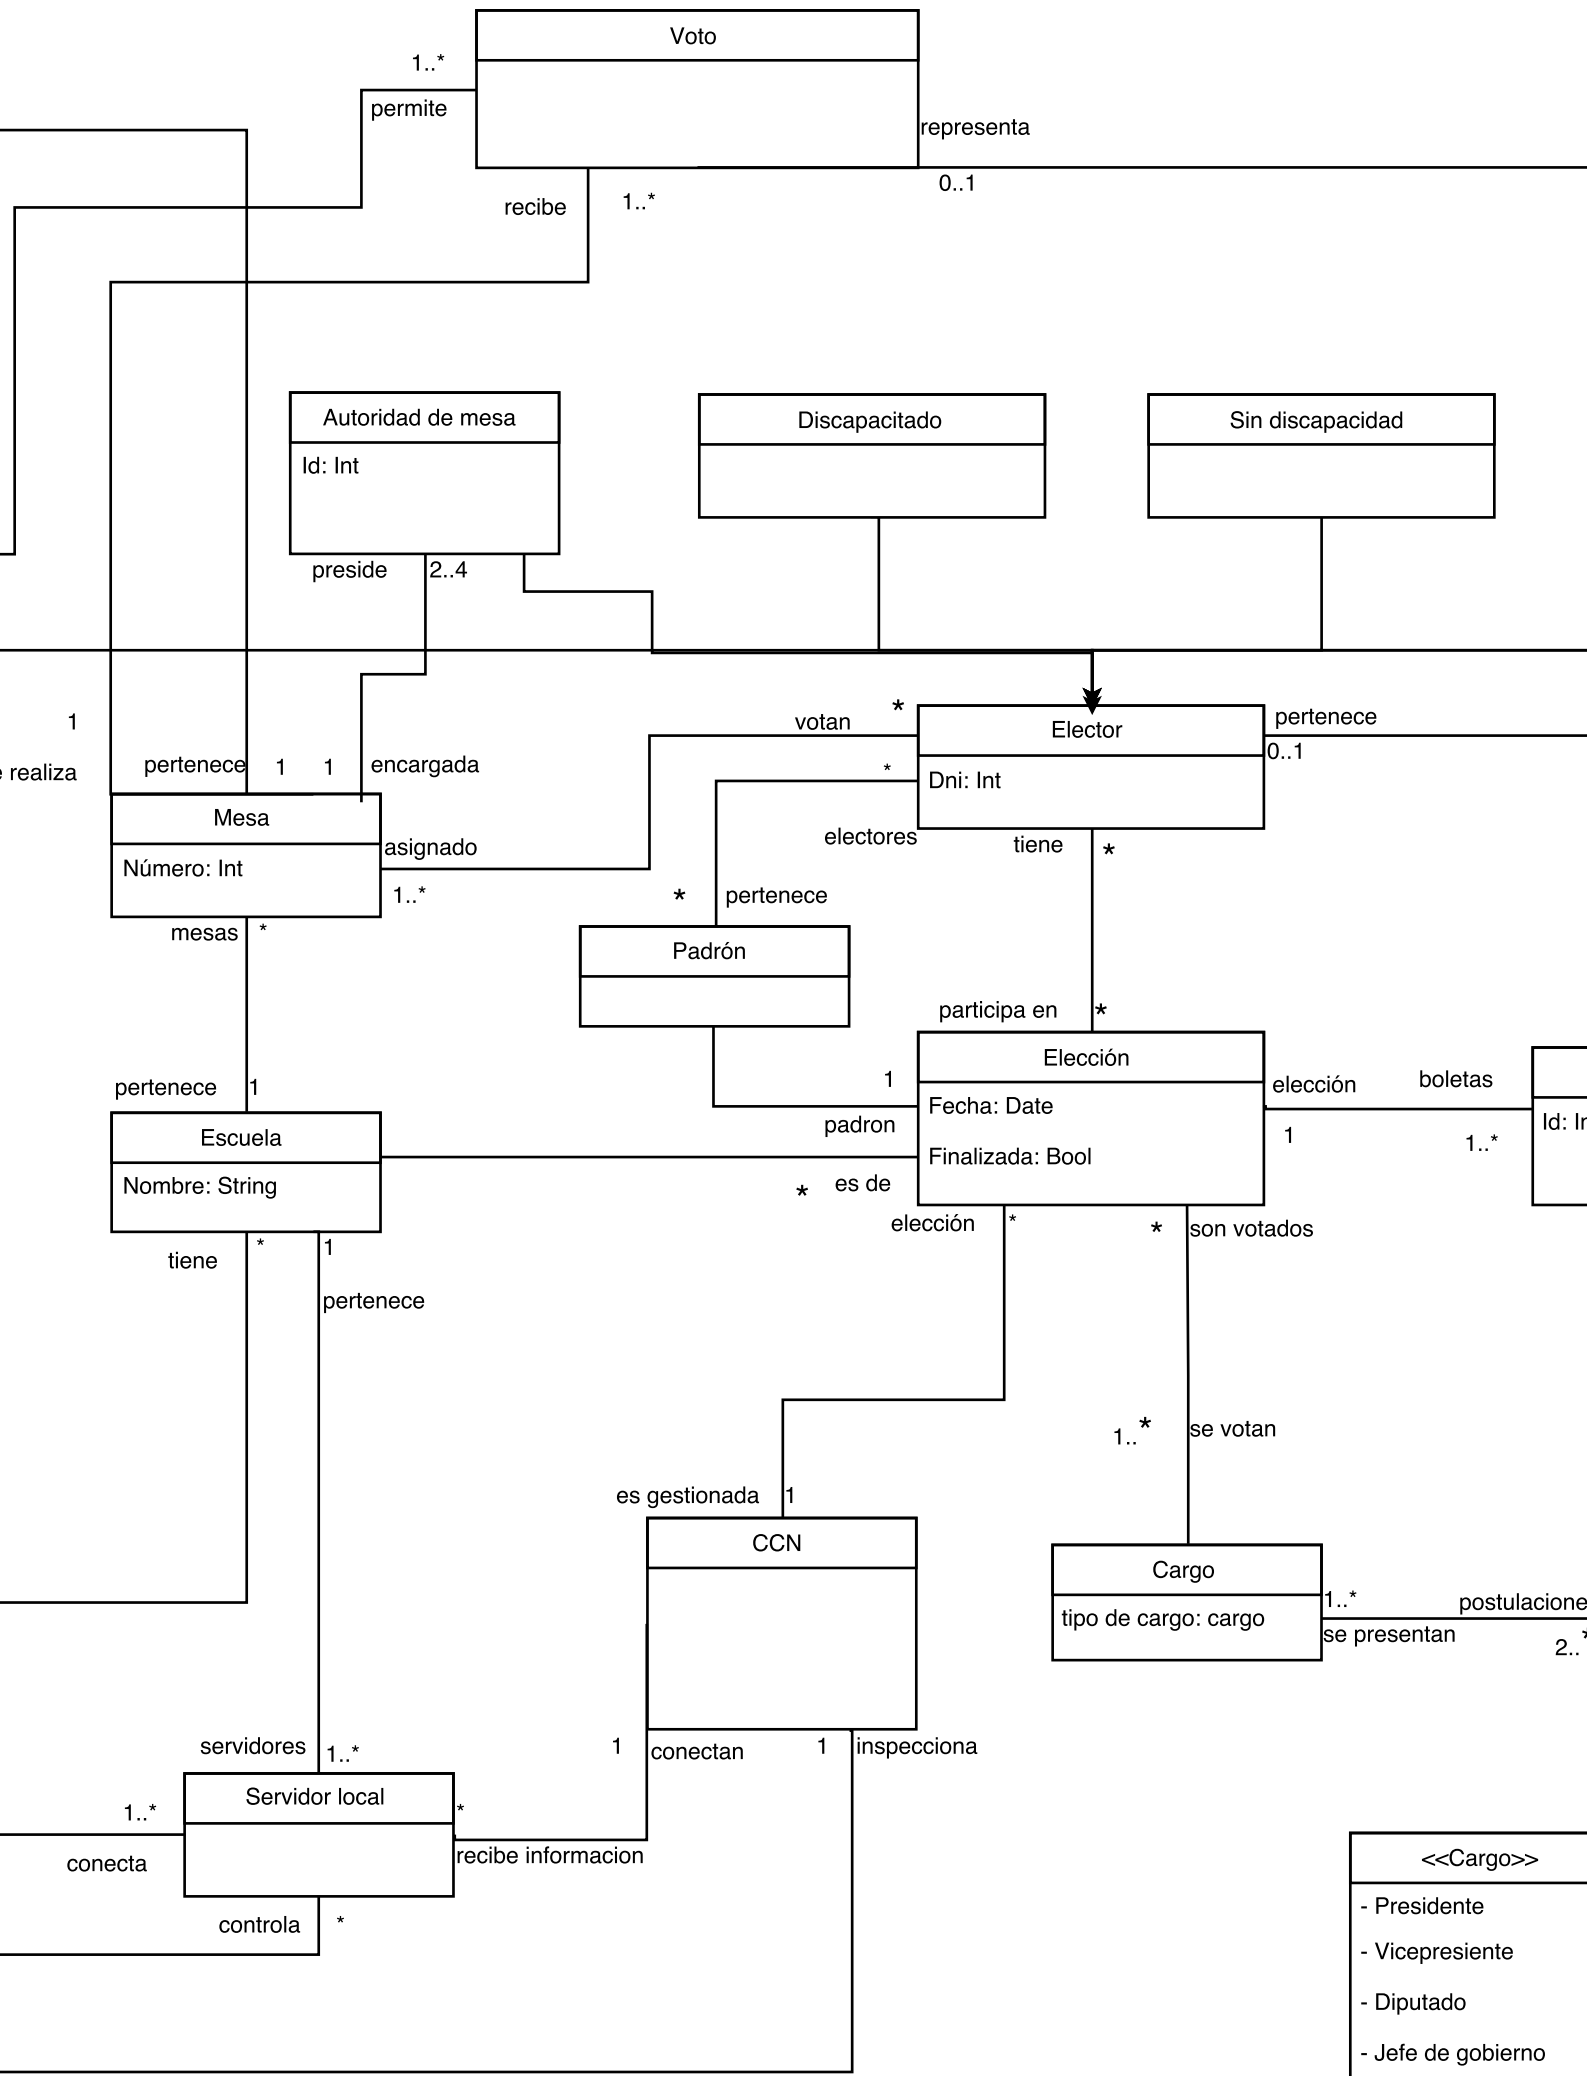 Voto
1..*
permite
representa
0..1
recibe
1..*
Autoridad de mesa
Id: Int
Discapacitado
Sin discapacidad
preside
2..4
1
realiza
pertenece
1
1
encargada
votan
*
Elector
Dni: Int
pertenece
0..1
*
electores
tiene
*
Mesa
Número: Int
asignado
1..*
*
pertenece
mesas
*
Padrón
participa en
*
Elección
Fecha: Date
Finalizada: Bool
1
padron
elección
1
boletas
1..*
Id: In
pertenece
1
Escuela
Nombre: String
*
es de
elección
*
*
son votados
tiene
*
1
pertenece
1..*
se votan
es gestionada
1
CCN
Cargo
tipo de cargo: cargo
1..*
se presentan
postulacione
2..*
servidores
1..*
1
conectan
1
inspecciona
Servidor local
1..*
conecta
*
recibe informacion
controla
*
<<Cargo>>
- Presidente
- Vicepresiente
- Diputado
- Jefe de gobierno